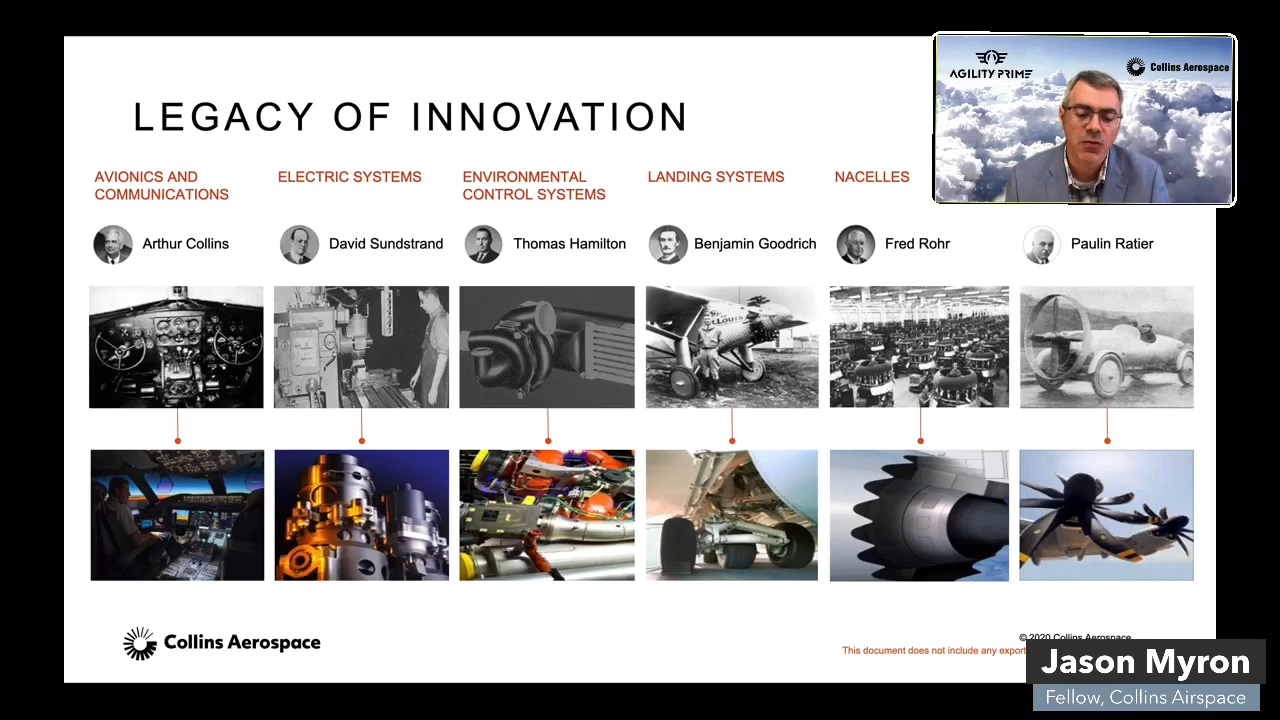 AGILITY PRIME
Collins Aerospace
LEGACY OF INNOVATION
AVIONICS AND
COMMUNICATIONS
ELECTRIC SYSTEMS
ENVIRONMENTAL
CONTROL SYSTEMS
LANDING SYSTEMS
NACELLES
Arthur Collins
David Sundstrand
Thomas Hamilton
Benjamin Goodrich
Fred Rohr
Paulin Ratier
Collins Aerospace
© 2020 Collins Aerospace
This document does not include any export
Jason Myron
Fellow, Collins Airspace